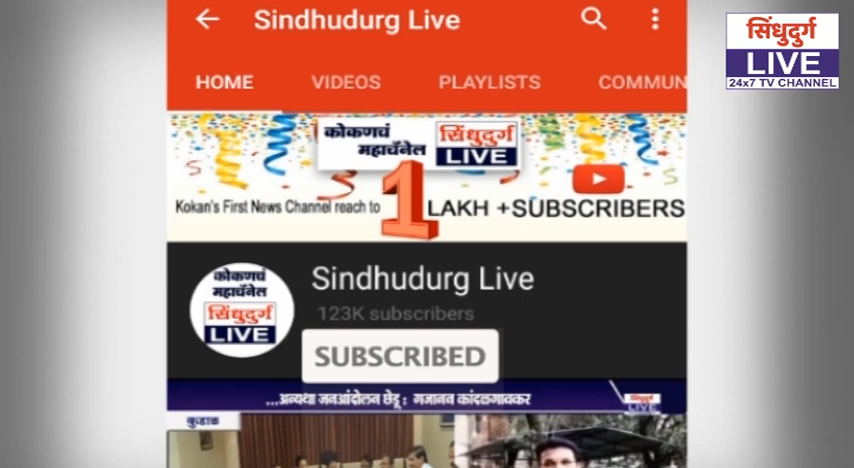 Sindhudurg Live
HOME VIDEOS PLAYLISTS COMMUN
सिंधुदुर्ग
LIVE
24x7 TV CHANNEL
कोकणचं
महाचॅनेल
सिंधुदुर्ग
LIVE
Kokan's First News Channel reach to 1 LAKH +SUBSCRIBERS
कोकणचं
महाचॅनेल
सिंधुदुर्ग
LIVE
Sindhudurg Live
123K subscribers
SUBSCRIBED
...अन्यथा जनआंदोलन छेडू : गजानन कांदळगावकर
सिंधुदुर्ग
LIVE
कुडाळ